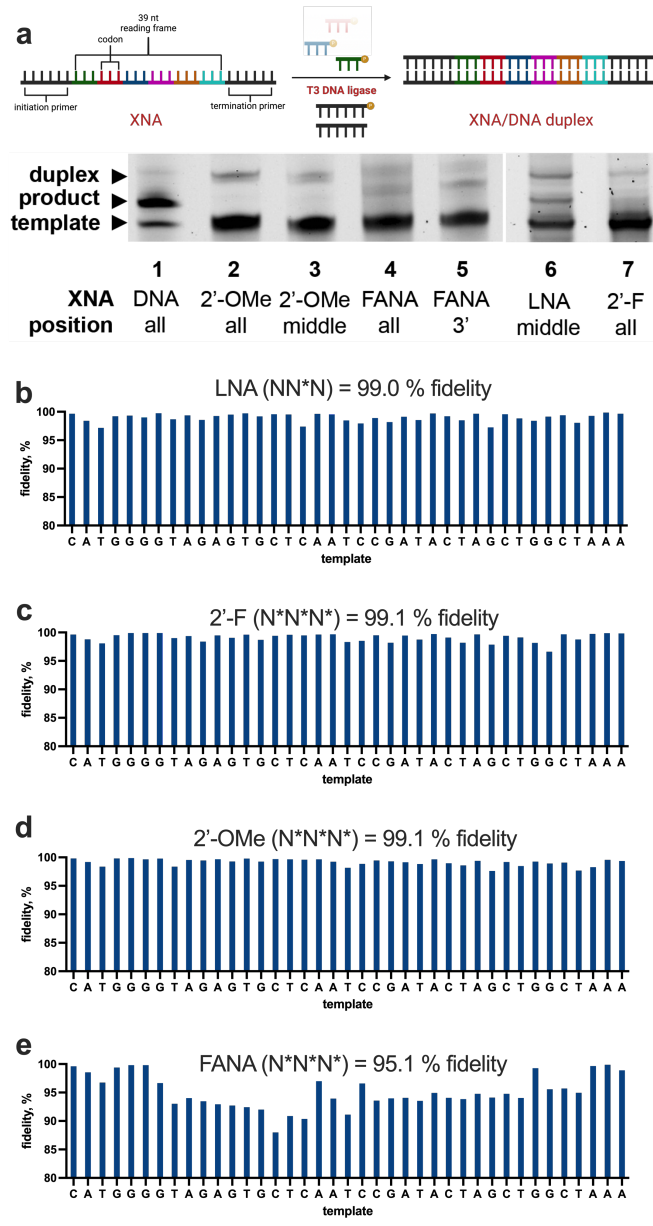 a
39 nt
reading frame
codon
initiation primer
termination primer
XNA
P
P
P
T3 DNA ligase
P
XNA/DNA duplex
duplex
product
template
1 2 3 4 5 6 7
XNA DNA 2'-OMe 2'-OMe FANA FANA LNA 2'-F
position all all middle all 3' middle all
b
LNA (NN*N) = 99.0 % fidelity
fidelity, %
100
95
90
85
80
C A T G G G G T A G A G T G C T C A A T C C G A T A C T A G C T G G C T A A A
template
c
2'-F (N*N*N*) = 99.1 % fidelity
fidelity, %
100
95
90
85
80
C A T G G G G T A G A G T G C T C A A T C C G A T A C T A G C T G G C T A A A
template
d
2'-OMe (N*N*N*) = 99.1 % fidelity
fidelity, %
100
95
90
85
80
C A T G G G G T A G A G T G C T C A A T C C G A T A C T A G C T G G C T A A A
template
e
FANA (N*N*N*) = 95.1 % fidelity
fidelity, %
100
95
90
85
80
C A T G G G G T A G A G T G C T C A A T C C G A T A C T A G C T G G C T A A A
template